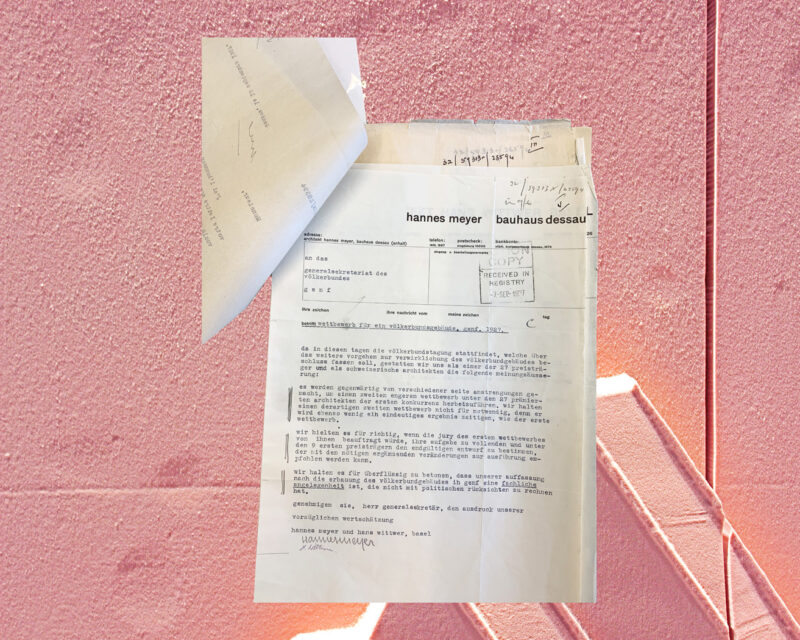 32/59303/28594
hannes meyer bauhaus dessau
adresse: telefon: postscheck: bankkonto:
architekt hannes meyer, bauhaus dessau (anhalt)
COPY
RECEIVED IN
REGISTRY
an das
generalsekretariat des
völkerbundes
genf
ihre zeichen ihre nachricht vom meine zeichen tag
betrifft wettbewerb für ein völkerbundgebäude, genf. 1927.
da in diesen tagen die völkerbundstagung stattfindet, welche über
das weitere vorgehen zur verwirklichung des völkerbundgebäudes be-
schluss fassen soll, gestatten wir uns als einer der 27 preisträ-
ger und als schweizerische architekten die folgende meinungsäusse-
rung:
es werden gegenwärtig von verschiedener seite anstrengungen ge-
macht, um einen zweiten engeren wettbewerb unter den 27 prämier-
ten architekten der ersten konkurrenz herbeizuführen. wir halten
einen derartigen zweiten wettbewerb nicht für notwendig, denn er
wird ebenso wenig ein eindeutiges ergebnis zeitigen, wie der erste
wettbewerb.
wir hielten es für richtig, wenn die jury des ersten wettbewerbes
von ihnen beauftragt würde, ihre aufgabe zu vollenden und unter
den 9 ersten preisträgern den endgültigen entwurf zu bestimmen,
der mit den nötigen ergänzenden veränderungen zur ausführung em-
pfohlen werden kann.
wir halten es für überflüssig zu betonen, dass unserer auffassung
nach die erbauung des völkerbundgebäudes in genf eine fachliche
angelegenheit ist, die nicht mit politischen rücksichten zu rechnen
hat.
genehmigen sie, herr generalsekretär, den ausdruck unserer
vorzüglichen wertschätzung
hannes meyer und hans wittwer, basel
hannes meyer